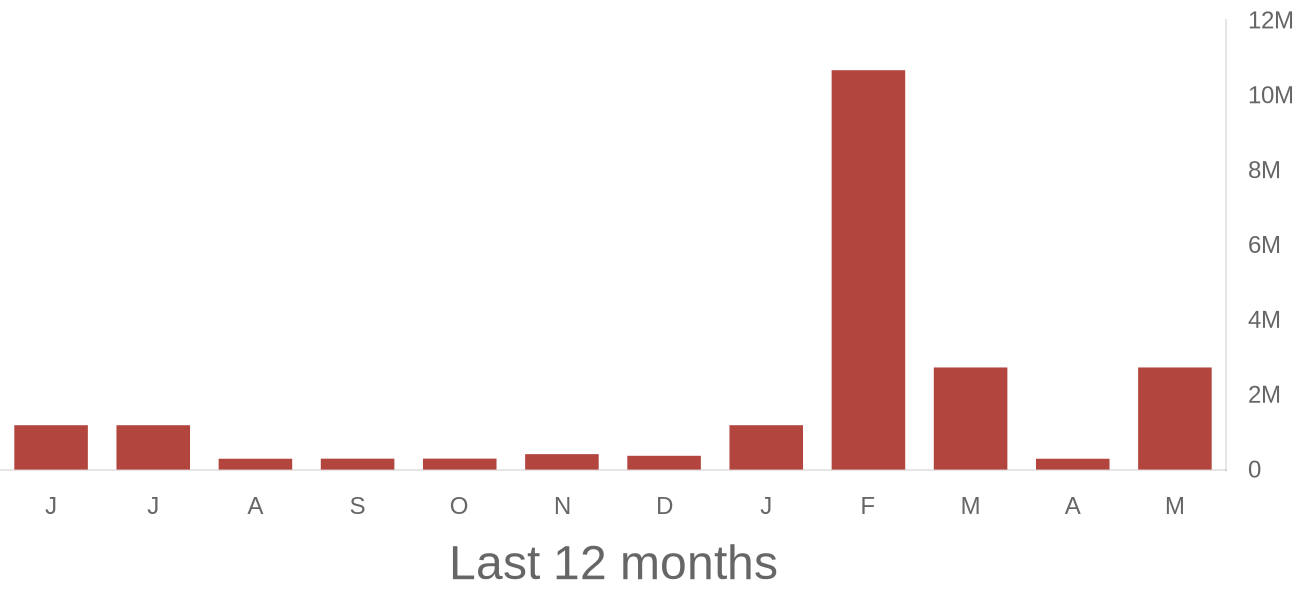 12M
10M
8M
6M
4M
2M
0
J J A S O N D J F M A M
Last 12 months